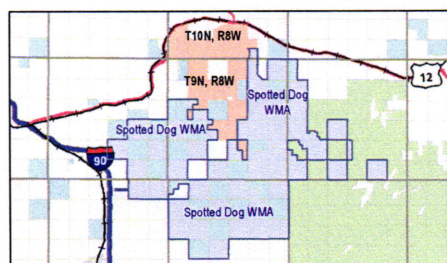 T10N, R8W
T9N, R8W
Spotted Dog
WMA
12
Spotted Dog WMA
90
Spotted Dog WMA